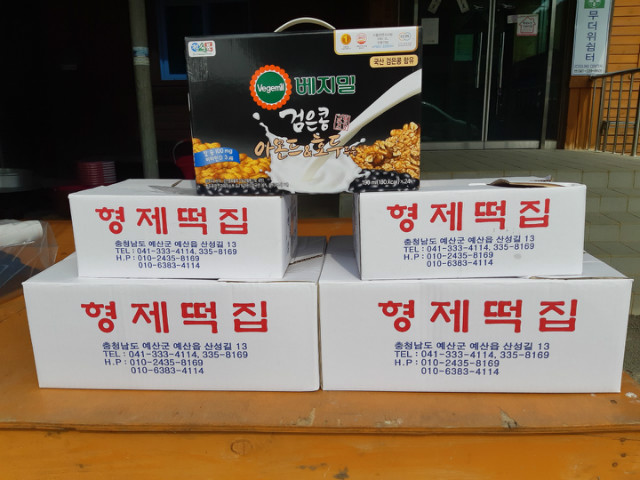 Vegemil
베지밀
국산 검은콩 함유
검은콩
아몬드&호두
무더위쉼터
형제떡집
충청남도 예산군 예산읍 산성길 13
TEL : 041-333-4114, 335-8169
H.P : 010-2435-8169
010-6383-4114
형제떡집
충청남도 예산군 예산읍 산성길 13
TEL : 041-333-4114, 335-8169
H.P : 010-2435-8169
010-6383-4114
형제떡집
충청남도 예산군 예산읍 산성길 13
TEL : 041-333-4114, 335-8169
H.P : 010-2435-8169
010-6383-4114
형제떡집
충청남도 예산군 예산읍 산성길 13
TEL : 041-333-4114, 335-8169
H.P : 010-2435-8169
010-6383-4114